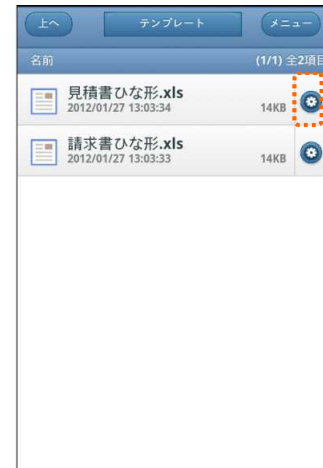 上へ テンプレート メニュー
名前 (1/1) 全2項目
見積書ひな形.xls
2012/01/27 13:03:34 14KB
請求書ひな形.xls
2012/01/27 13:03:33 14KB